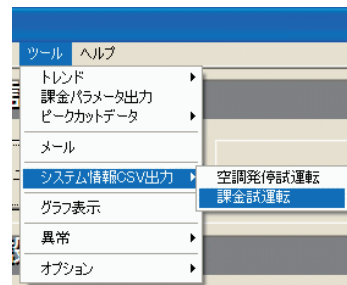 ツール ヘルプ
トレンド
課金パラメータ出力
ピークカットデータ
メール
システム情報CSV出力
空調発停試運転
課金試運転
グラフ表示
異常
オプション